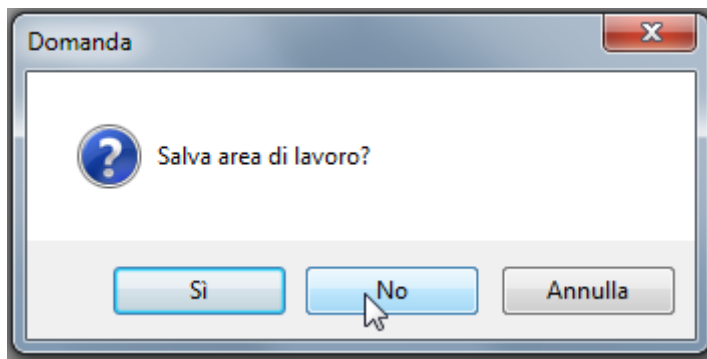 Domanda
Salva area di lavoro?
Sì
No
Annulla